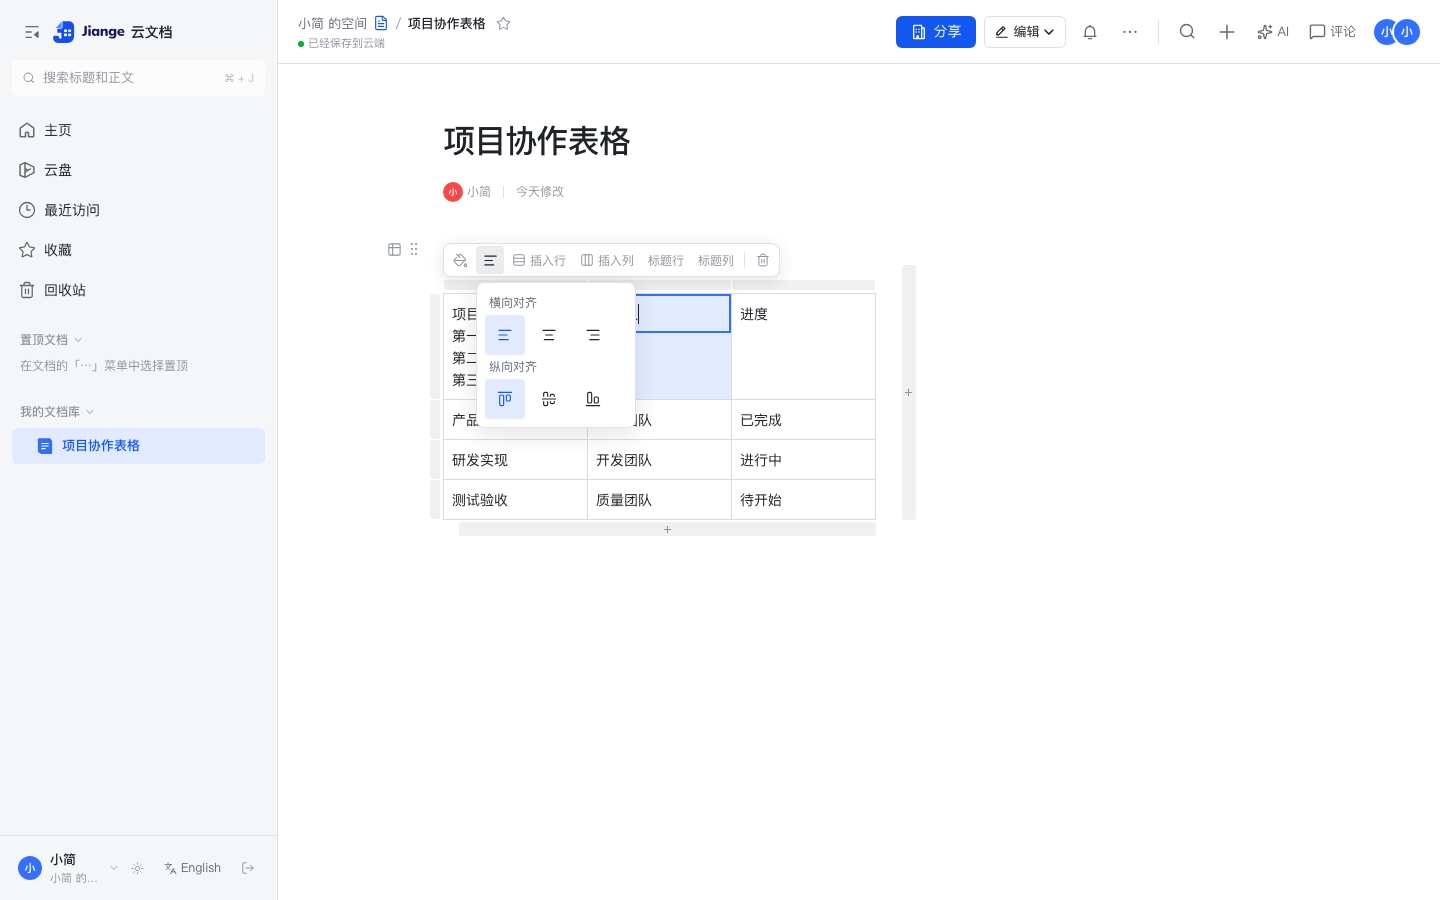 Jiange 云文档
搜索标题和正文 ⌘ + J
主页
云盘
最近访问
收藏
回收站
置顶文档
在文档的「…」菜单中选择置顶
我的文档库
项目协作表格
小简
小简 的...
English
小简 的空间 / 项目协作表格
已经保存到云端
分享
编辑
AI
评论
小 小
项目协作表格
小 小简 今天修改
插入行 插入列 标题行 标题列
横向对齐
纵向对齐
项目
进度
第一
第二
第三
产品
团队 已完成
研发实现 开发团队 进行中
测试验收 质量团队 待开始
+
+
小